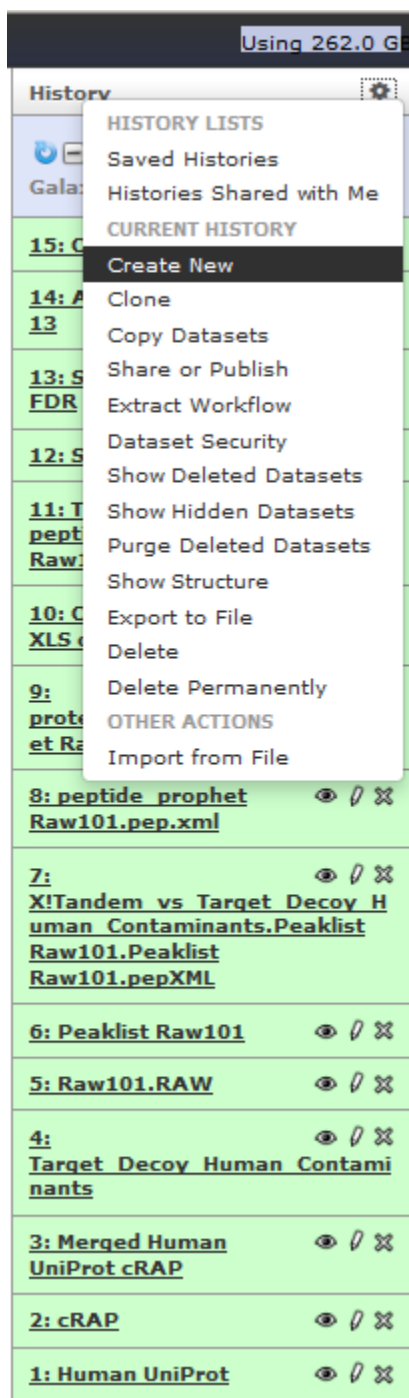 Using 262.0 G
History
HISTORY LISTS
Saved Histories
Histories Shared with Me
CURRENT HISTORY
Create New
Clone
Copy Datasets
Share or Publish
Extract Workflow
Dataset Security
Show Deleted Datasets
Show Hidden Datasets
Purge Deleted Datasets
Show Structure
Export to File
Delete
Delete Permanently
OTHER ACTIONS
Import from File
15:
14: A
13
13: S
FDR
12: S
11: T
pepti
Raw
10:
XLS
9:
prote
et Ra
8: peptide_prophet
Raw101.pep.xml
7:
X!Tandem_vs_Target_Decoy_H
uman_Contaminants.Peaklist
Raw101.Peaklist
Raw101.pepXML
6: Peaklist Raw101
5: Raw101.RAW
4:
Target_Decoy_Human_Contami
nants
3: Merged Human
UniProt cRAP
2: cRAP
1: Human UniProt